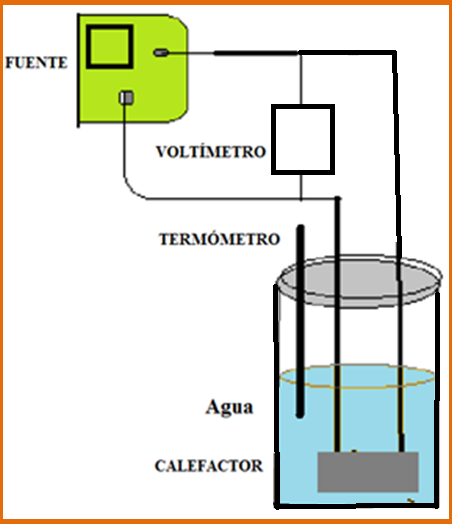 FUENTE
VOLTÍMETRO
TERMÓMETRO
Agua
CALEFACTOR